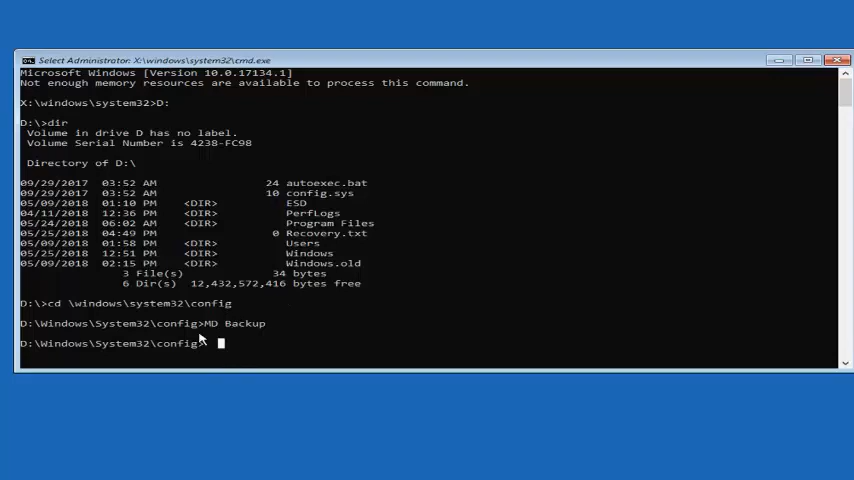 Select Administrator: X:\windows\system32\cmd.exe
Microsoft Windows [Version 10.0.17134.1]
Not enough memory resources are available to process this command.
X:\windows\system32>D:
D:\>dir
Volume in drive D has no label.
Volume Serial Number is 4238-FC98
Directory of D:\
09/29/2017  03:52 AM                24 autoexec.bat
09/29/2017  03:52 AM                10 config.sys
05/09/2018  01:10 PM    <DIR>          ESD
04/11/2018  12:36 PM    <DIR>          PerfLogs
05/24/2018  06:02 AM    <DIR>          Program Files
05/25/2018  04:49 PM                 0 Recovery.txt
05/09/2018  01:58 PM    <DIR>          Users
05/25/2018  12:51 PM    <DIR>          Windows
05/09/2018  02:15 PM    <DIR>          Windows.old
3 File(s)             34 bytes
6 Dir(s)  12,432,572,416 bytes free
D:\>cd \windows\system32\config
D:\Windows\System32\config>MD Backup
D:\Windows\System32\config>